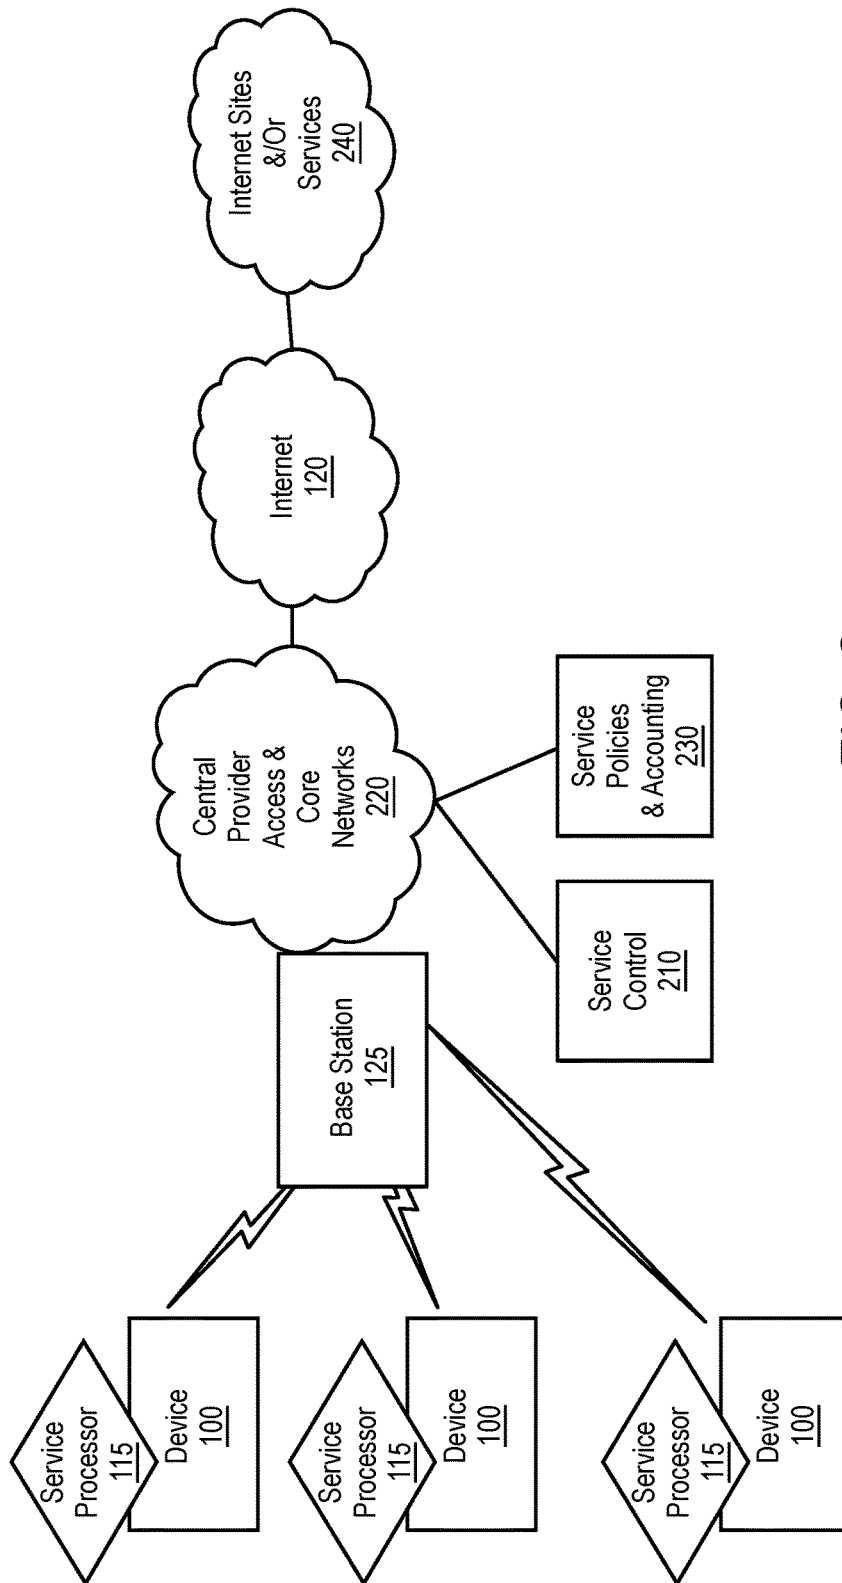 Service
Processor
115
Device
100
Service
Processor
115
Device
100
Service
Processor
115
Device
100
Base Station
125
Central
Provider
Access &
Core
Networks
220
Internet
120
Internet Sites
&/Or
Services
240
Service
Control
210
Service
Policies
& Accounting
230